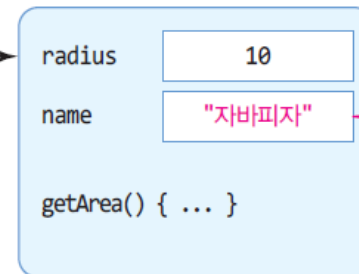 radius 10
name "자바피자"
getArea() { ... }